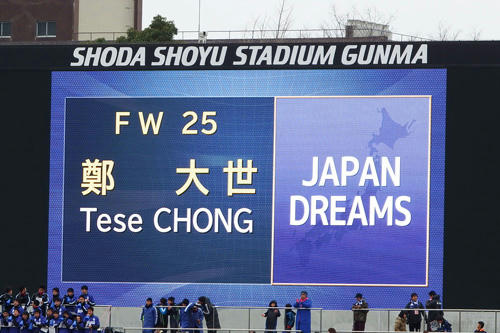 SHODA SHOYU STADIUM GUNMA
FW 25
鄭 大世
Tese CHONG
JAPAN
DREAMS